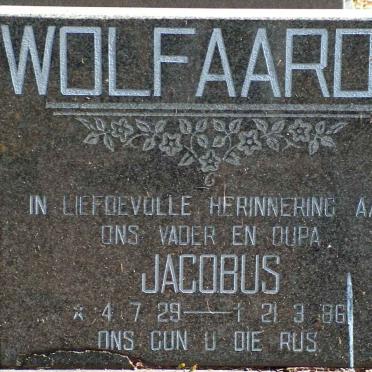 WOLFAARD
IN LIEFDEVOLLE HERINNERING AA
ONS VADER EN OUPA
JACOBUS
* 4 7 29 — † 21 3 86
ONS GUN U DIE RUS